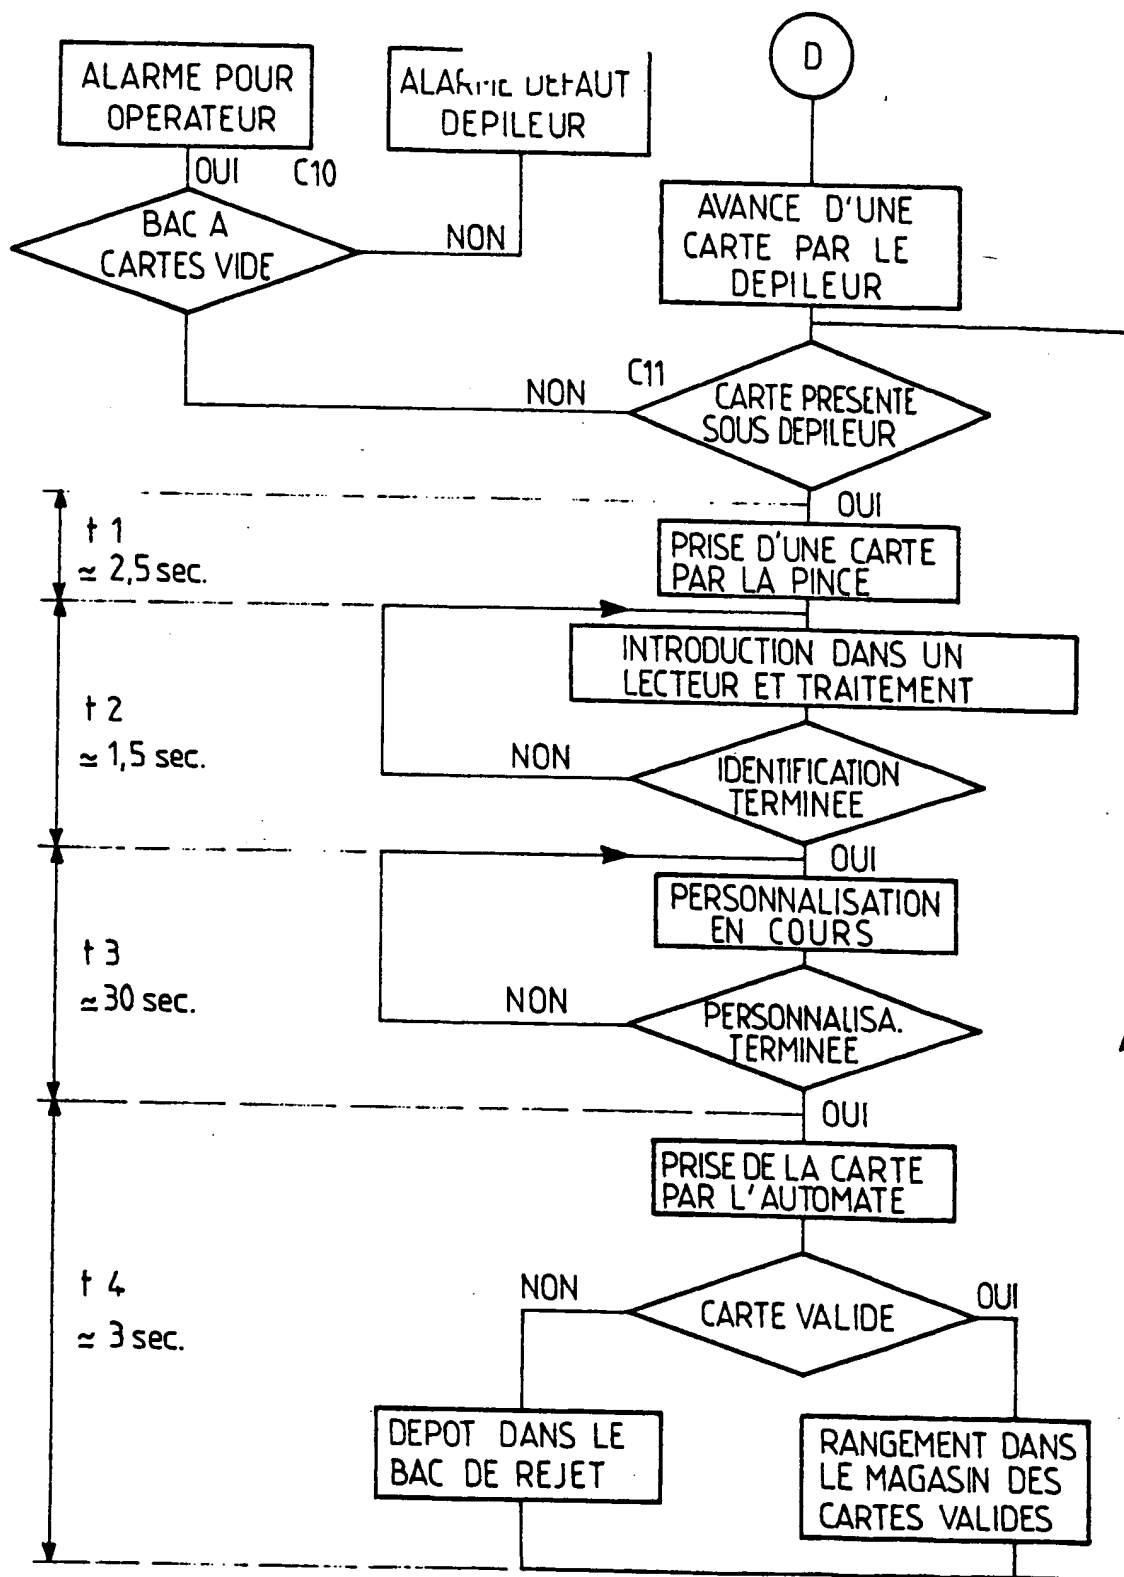 ALARME POUR
OPERATEUR
ALARME DEFAUT
DEPILEUR
D
OUI
C10
BAC A
CARTES VIDE
NON
AVANCE D'UNE
CARTE PAR LE
DEPILEUR
C11
NON
CARTE PRESENTE
SOUS DEPILEUR
OUI
t 1
≃ 2,5 sec.
PRISE D'UNE CARTE
PAR LA PINCE
INTRODUCTION DANS UN
LECTEUR ET TRAITEMENT
t 2
≃ 1,5 sec.
NON
IDENTIFICATION
TERMINEE
OUI
PERSONNALISATION
EN COURS
t 3
≃ 30 sec.
NON
PERSONNALISA.
TERMINEE
OUI
PRISE DE LA CARTE
PAR L'AUTOMATE
t 4
≃ 3 sec.
NON
CARTE VALIDE
OUI
DEPOT DANS LE
BAC DE REJET
RANGEMENT DANS
LE MAGASIN DES
CARTES VALIDES